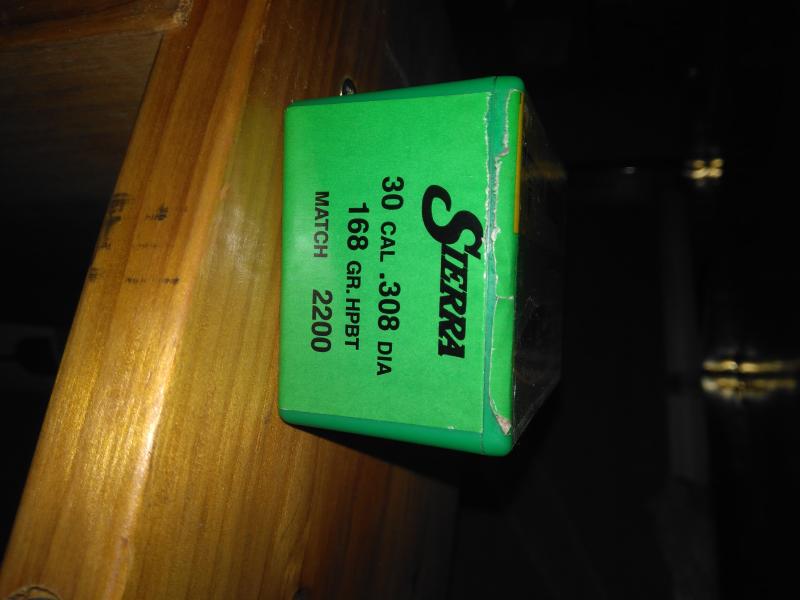 SIERRA
30 CAL .308 DIA
168 GR. HPBT
MATCH 2200